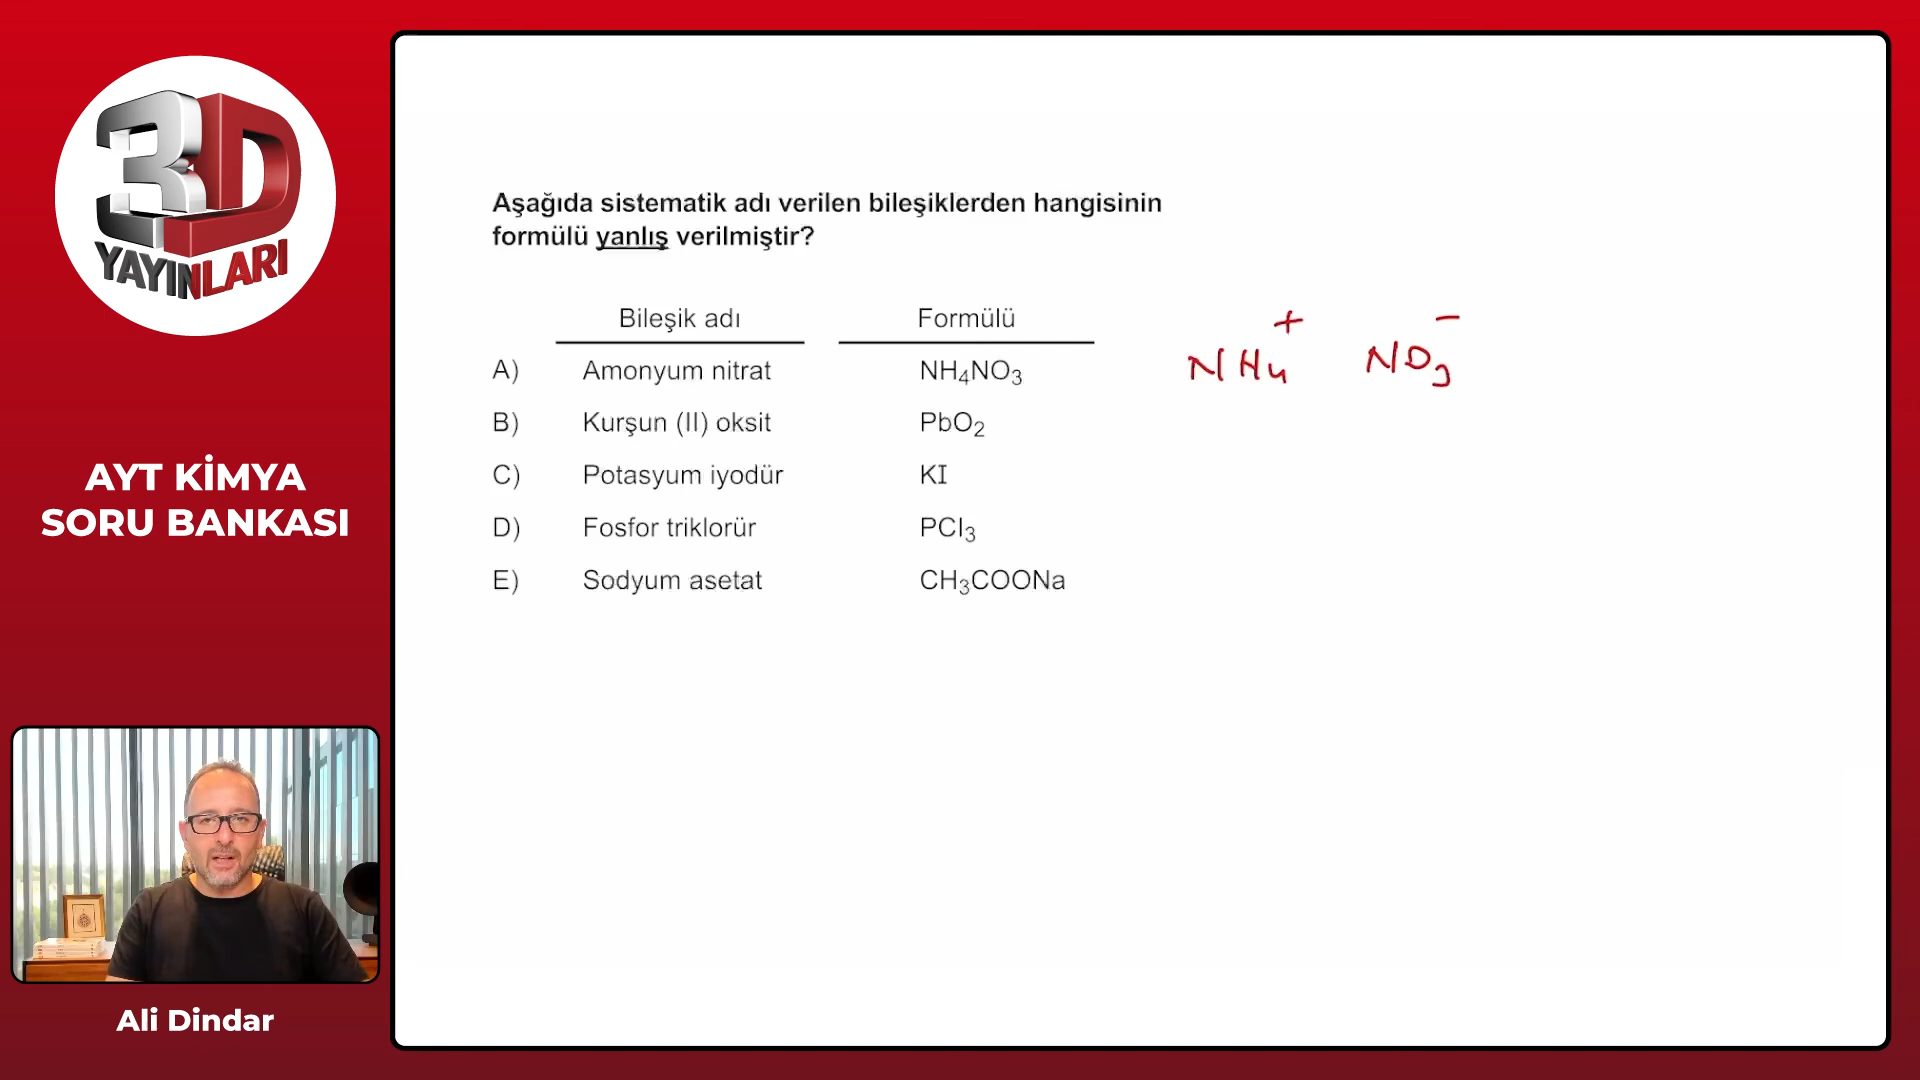 3D
YAYINLARI
AYT KİMYA
SORU BANKASI
Ali Dindar
Aşağıda sistematik adı verilen bileşiklerden hangisinin
formülü yanlış verilmiştir?
Bileşik adı Formülü
A) Amonyum nitrat NH₄NO₃ NH₄⁺ NO₃⁻
B) Kurşun (II) oksit PbO₂
C) Potasyum iyodür KI
D) Fosfor triklorür PCl₃
E) Sodyum asetat CH₃COONa